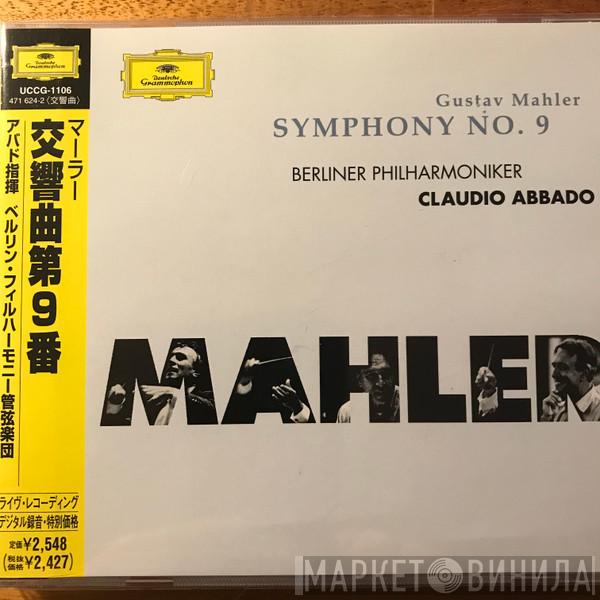 Deutsche
Grammophon
UCCG-1106
471 624-2〈交響曲〉
マーラー
交響曲第9番
アバド指揮 ベルリン・フィルハーモニー管弦楽団
ライヴ・レコーディング
デジタル録音・特別価格
定価¥2,548
(税抜価格¥2,427)
Deutsche
Grammophon
Gustav Mahler
SYMPHONY NO. 9
BERLINER PHILHARMONIKER
CLAUDIO ABBADO
MAHLER
МАРКЕТ ВИНИЛА